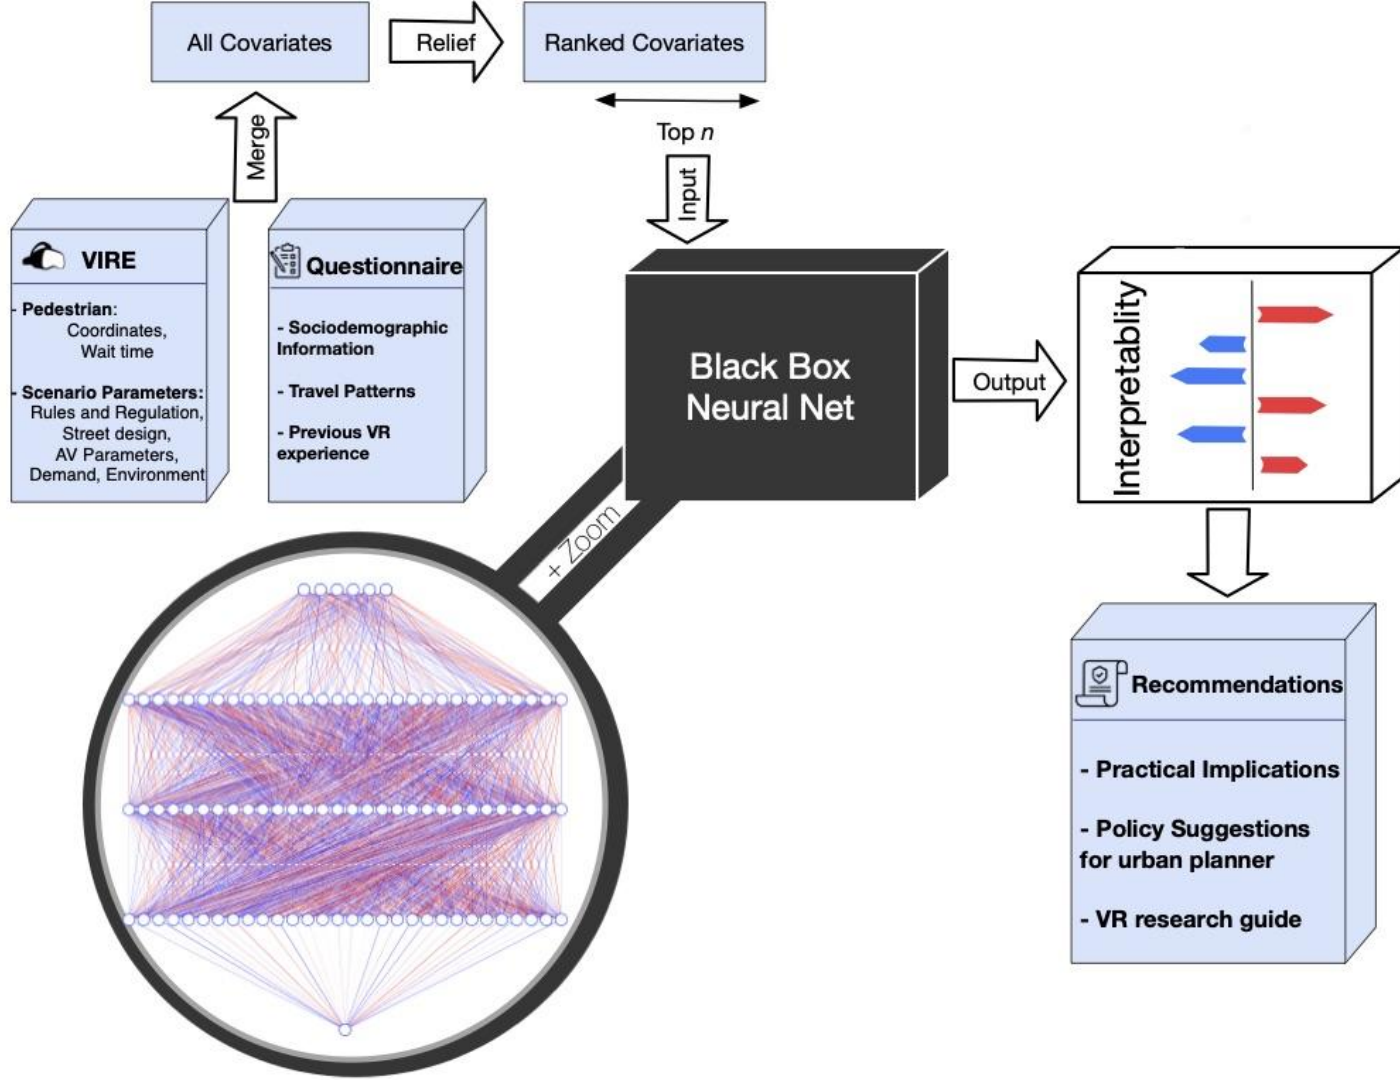 All Covariates
Relief
Ranked Covariates
Merge
Top n
Input
VIRE
- Pedestrian:
Coordinates,
Wait time
- Scenario Parameters:
Rules and Regulation,
Street design,
AV Parameters,
Demand, Environment
Questionnaire
- Sociodemographic
Information
- Travel Patterns
- Previous VR
experience
Black Box
Neural Net
+ Zoom
Output
Interpretablity
Recommendations
- Practical Implications
- Policy Suggestions
for urban planner
- VR research guide